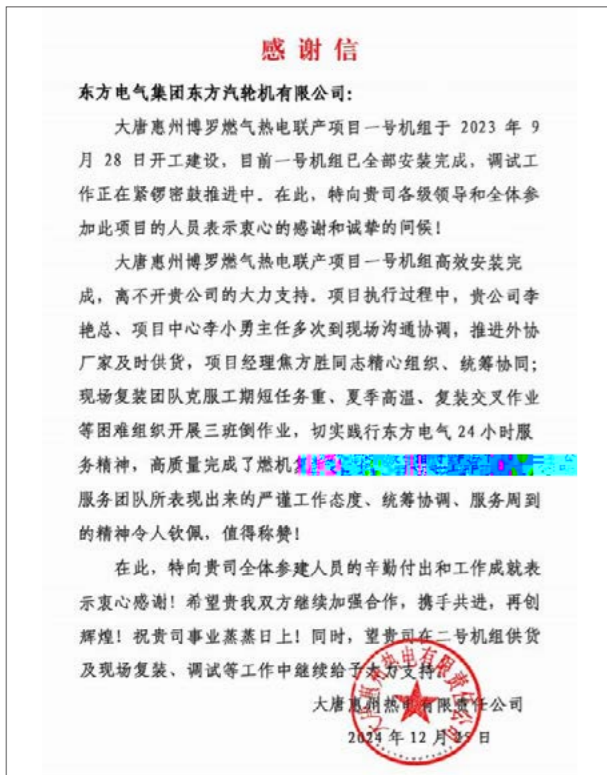 感谢信
东方电气集团东方汽轮机有限公司：
大唐惠州博罗燃气热电联产项目一号机组于 2023 年 9
月 28 日开工建设，目前一号机组已全部安装完成，调试工
作正在紧锣密鼓推进中。在此，特向贵司各级领导和全体参
加此项目的人员表示衷心的感谢和诚挚的问候！
大唐惠州博罗燃气热电联产项目一号机组高效安装完
成，离不开贵公司的大力支持。项目执行过程中，贵公司李
艳总、项目中心李小勇主任多次到现场沟通协调，推进外协
厂家及时供货，项目经理焦方胜同志精心组织、统筹协同；
现场复装团队克服工期短任务重、夏季高温、复装交叉作业
等困难组织开展三班倒作业，切实践行东方电气 24 小时服
务精神，高质量完成了燃机
服务团队所表现出来的严谨工作态度、统筹协调、服务周到
的精神令人钦佩，值得称赞！
在此，特向贵司全体参建人员的辛勤付出和工作成就表
示衷心感谢！希望贵我双方继续加强合作，携手共进，再创
辉煌！祝贵司事业蒸蒸日上！同时，望贵司在二号机组供货
及现场复装、调试等工作中继续给予大力支持。
大唐惠州热电有限责任公司
2024 年 12 月 25 日
大唐惠州热电有限责任公司